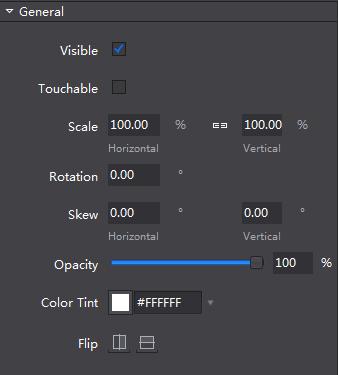 General
Visible
Touchable
Scale 100.00 % 100.00 %
Horizontal Vertical
Rotation 0.00 °
Skew 0.00 ° 0.00 °
Horizontal Vertical
Opacity 100 %
Color Tint #FFFFFF
Flip